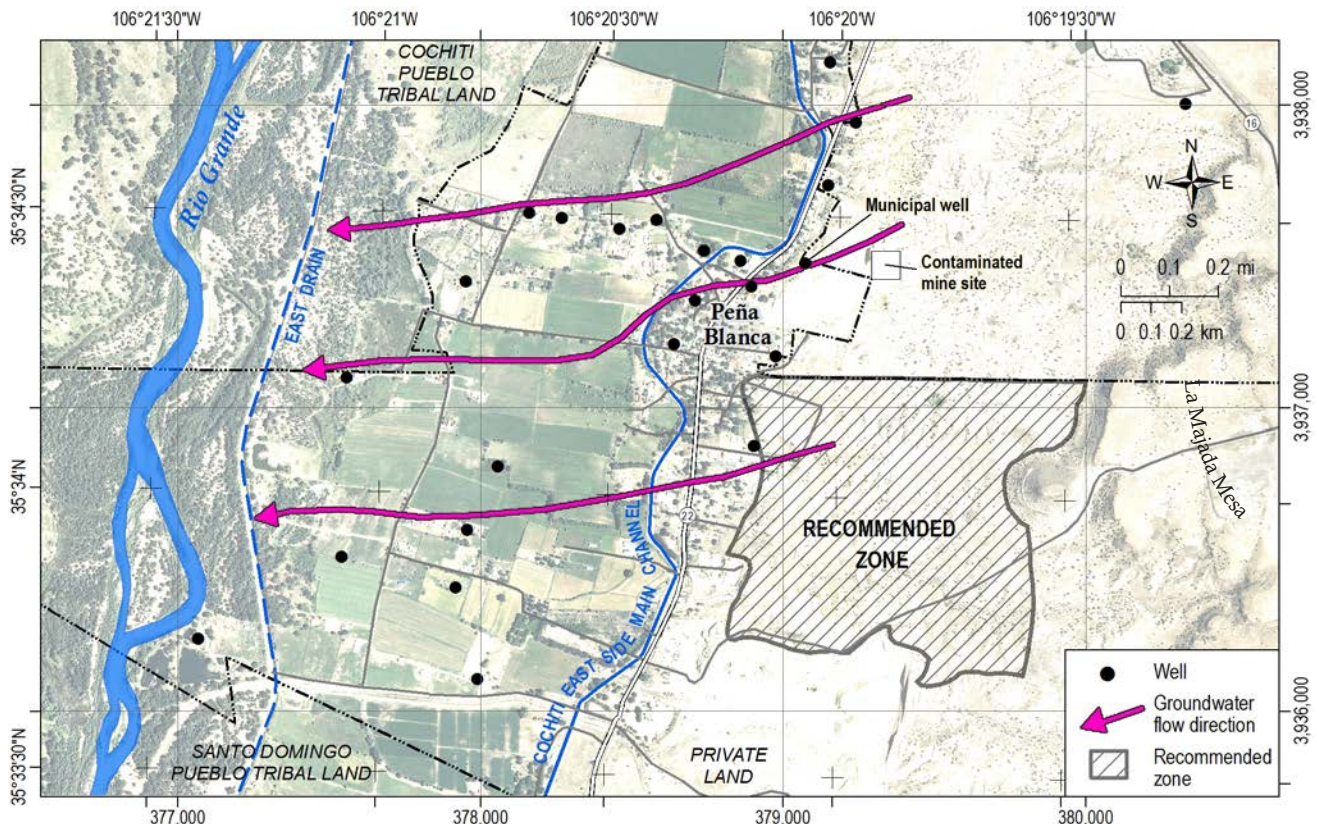 106°21'30"W
106°21'W
106°20'30"W
106°20'W
106°19'30"W
COCHITI
PUEBLO
TRIBAL LAND
3,938,000
16
Rio Grande
N
W E
S
35°34'30"N
Municipal well
EAST DRAIN
Contaminated
mine site
0 0.1 0.2 mi
0 0.1 0.2 km
Peña
Blanca
3,937,000
La Majada Mesa
35°34'N
22
RECOMMENDED
ZONE
COCHITI EAST SIDE MAIN CHANNEL
Well
Groundwater
flow direction
Recommended
zone
3,936,000
SANTO DOMINGO
PUEBLO TRIBAL LAND
PRIVATE
LAND
35°33'30"N
377,000
378,000
379,000
380,000